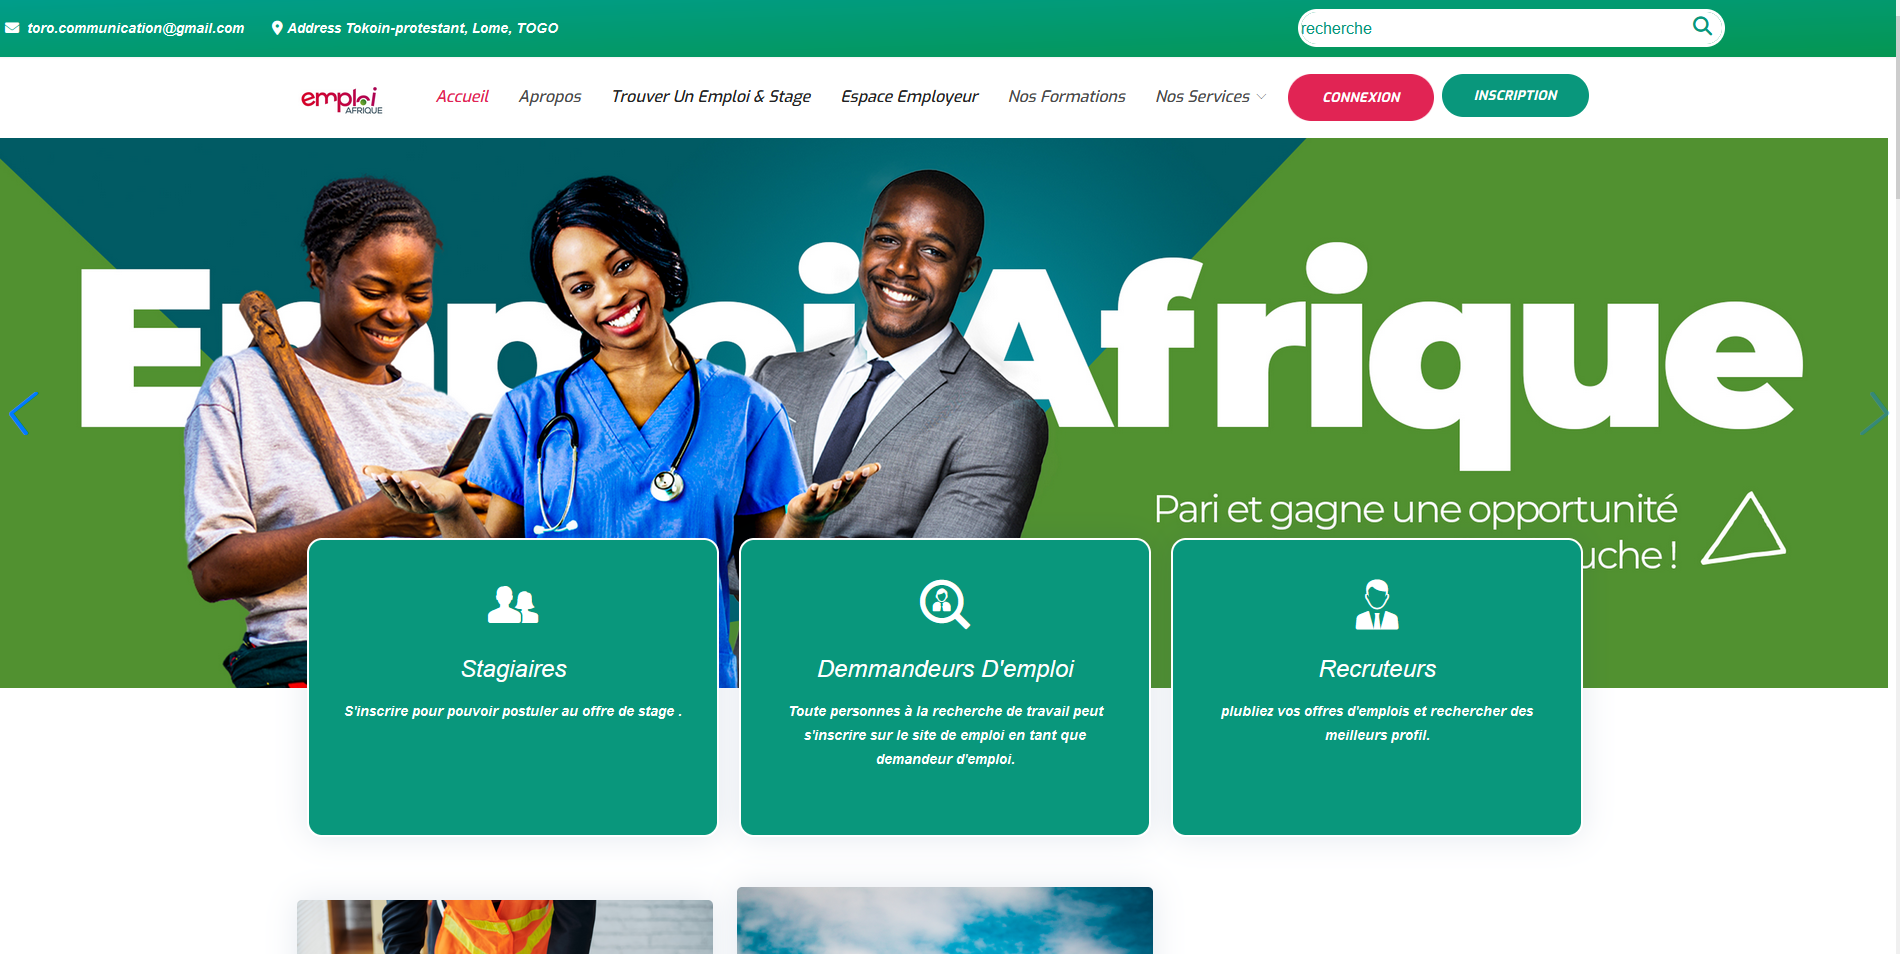 toro.communication@gmail.com
Address Tokoin-protestant, Lome, TOGO
recherche
emploi
AFRIQUE
Accueil
Apropos
Trouver Un Emploi & Stage
Espace Employeur
Nos Formations
Nos Services
CONNEXION
INSCRIPTION
Emploi Afrique
Pari et gagne une opportunité
!
Stagiaires
S'inscrire pour pouvoir postuler au offre de stage .
Demmandeurs D'emploi
Toute personnes à la recherche de travail peut
s'inscrire sur le site de emploi en tant que
demandeur d'emploi.
Recruteurs
plubliez vos offres d'emplois et rechercher des
meilleurs profil.